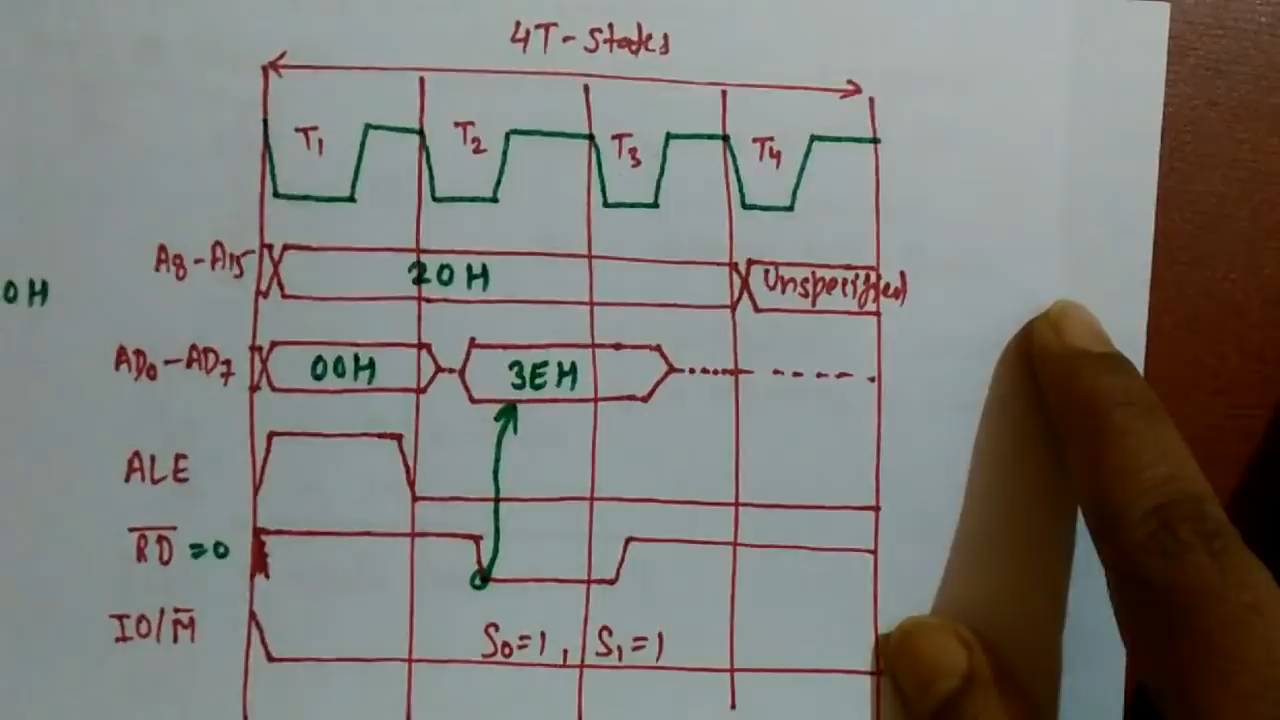 4T-States
T₁ T₂ T₃ T₄
A8-A15 20H Unspecified
0H
AD₀-AD₇ 00H 3EH
ALE
R̅D̅ =0
IO/M̄ S₀=1, S₁=1